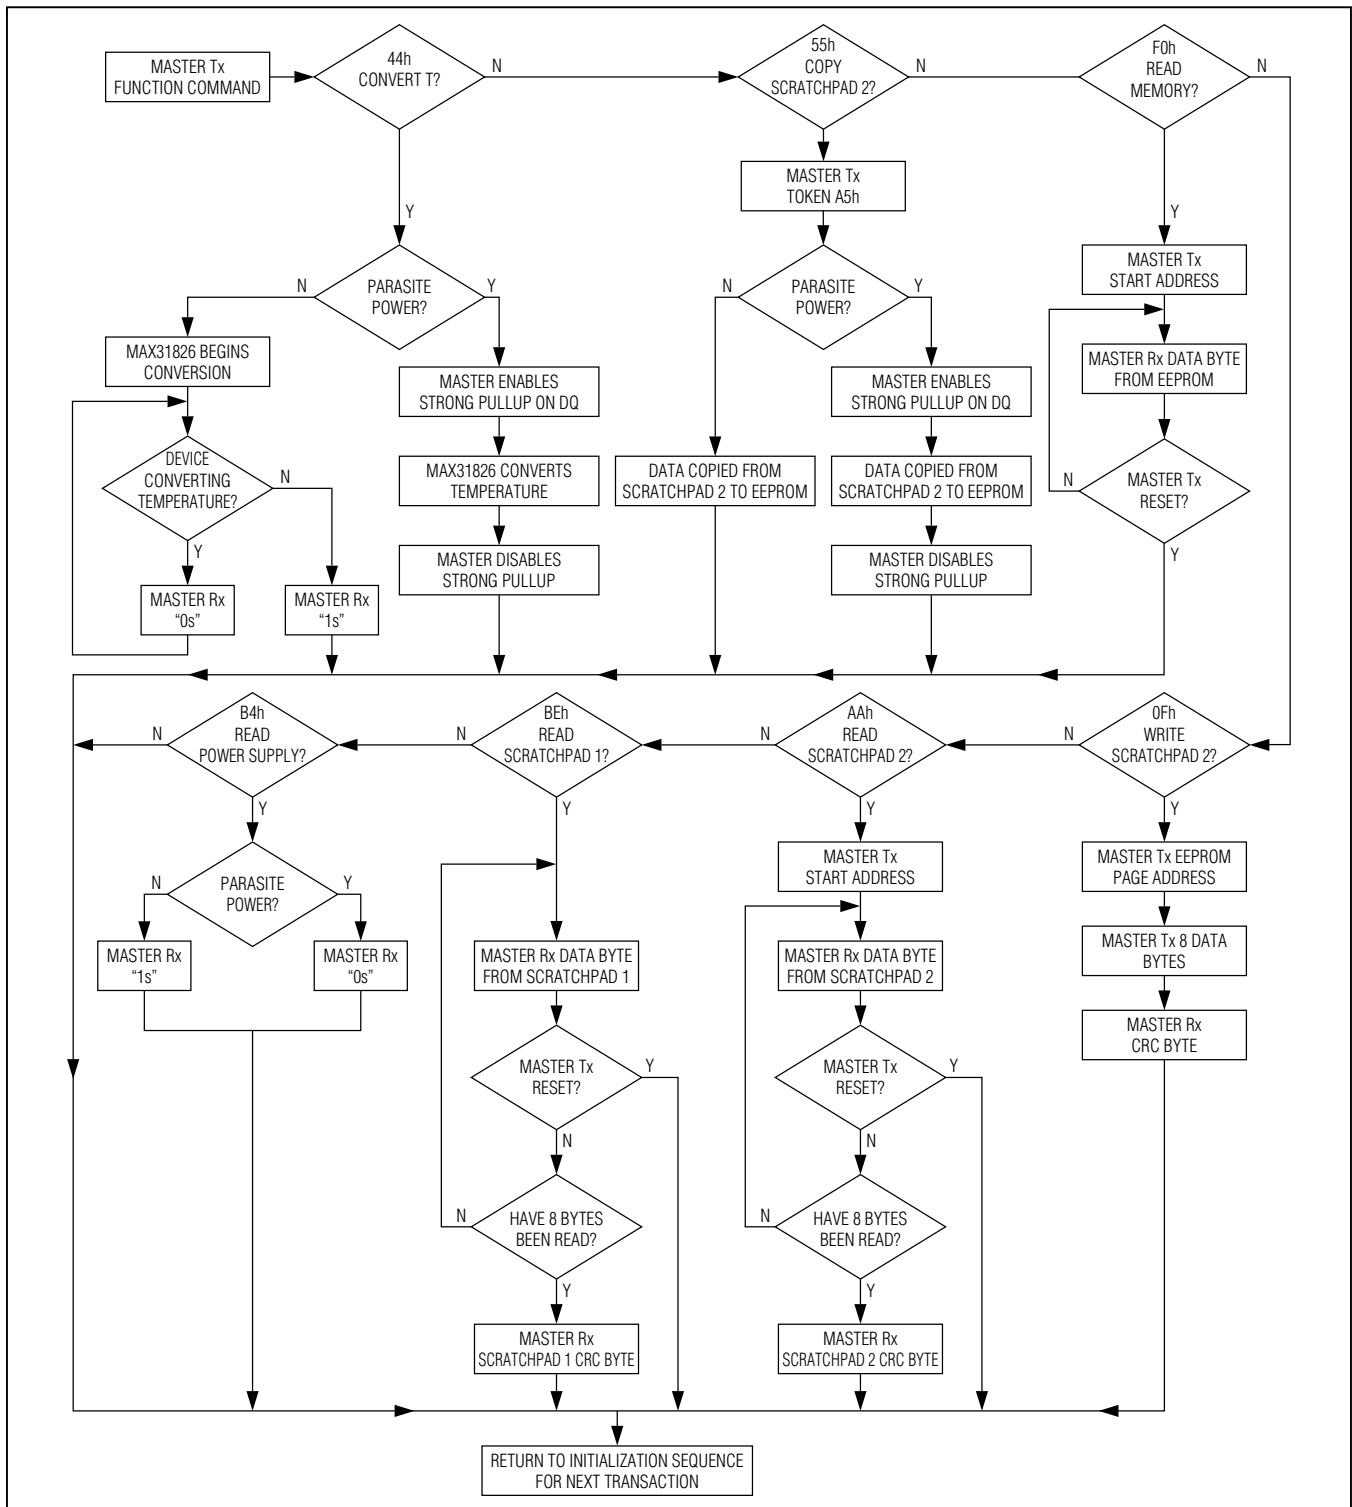 MASTER Tx
FUNCTION COMMAND
44h
CONVERT T?
N
Y
55h
COPY
SCRATCHPAD 2?
N
F0h
READ
MEMORY?
N
Y
MASTER Tx
TOKEN A5h
PARASITE
POWER?
N
Y
MAX31826 BEGINS
CONVERSION
DEVICE
CONVERTING
TEMPERATURE?
N
Y
MASTER Rx
“0s”
MASTER Rx
“1s”
MASTER ENABLES
STRONG PULLUP ON DQ
MAX31826 CONVERTS
TEMPERATURE
MASTER DISABLES
STRONG PULLUP
PARASITE
POWER?
N
Y
DATA COPIED FROM
SCRATCHPAD 2 TO EEPROM
MASTER ENABLES
STRONG PULLUP ON DQ
DATA COPIED FROM
SCRATCHPAD 2 TO EEPROM
MASTER DISABLES
STRONG PULLUP
MASTER Tx
START ADDRESS
MASTER Rx DATA BYTE
FROM EEPROM
MASTER Tx
RESET?
N
Y
B4h
READ
POWER SUPPLY?
N
Y
BEh
READ
SCRATCHPAD 1?
N
Y
AAh
READ
SCRATCHPAD 2?
N
Y
0Fh
WRITE
SCRATCHPAD 2?
N
Y
PARASITE
POWER?
N
Y
MASTER Rx
“1s”
MASTER Rx
“0s”
MASTER Rx DATA BYTE
FROM SCRATCHPAD 1
MASTER Tx
RESET?
Y
N
HAVE 8 BYTES
BEEN READ?
N
Y
MASTER Rx
SCRATCHPAD 1 CRC BYTE
MASTER Tx
START ADDRESS
MASTER Rx DATA BYTE
FROM SCRATCHPAD 2
MASTER Tx
RESET?
Y
N
HAVE 8 BYTES
BEEN READ?
N
Y
MASTER Rx
SCRATCHPAD 2 CRC BYTE
MASTER Tx EEPROM
PAGE ADDRESS
MASTER Tx 8 DATA
BYTES
MASTER Rx
CRC BYTE
RETURN TO INITIALIZATION SEQUENCE
FOR NEXT TRANSACTION